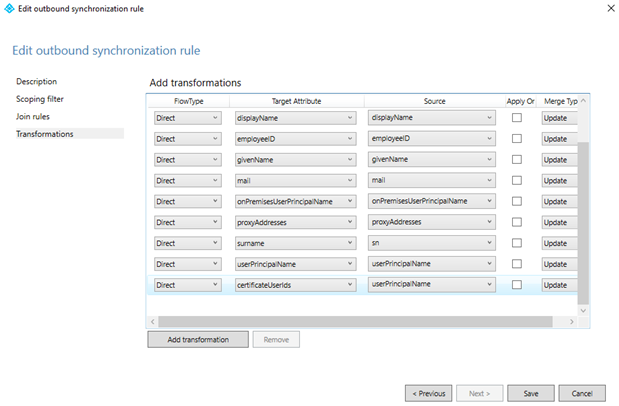 Edit outbound synchronization rule
Edit outbound synchronization rule
Description
Scoping filter
Join rules
Transformations
Add transformations
FlowType Target Attribute Source Apply On Merge Typ
Direct displayName displayName Update
Direct employeeID employeeID Update
Direct givenName givenName Update
Direct mail mail Update
Direct onPremisesUserPrincipalName onPremisesUserPrincipalName Update
Direct proxyAddresses proxyAddresses Update
Direct surname sn Update
Direct userPrincipalName userPrincipalName Update
Direct certificateUserIds userPrincipalName Update
Add transformation Remove
< Previous Next > Save Cancel